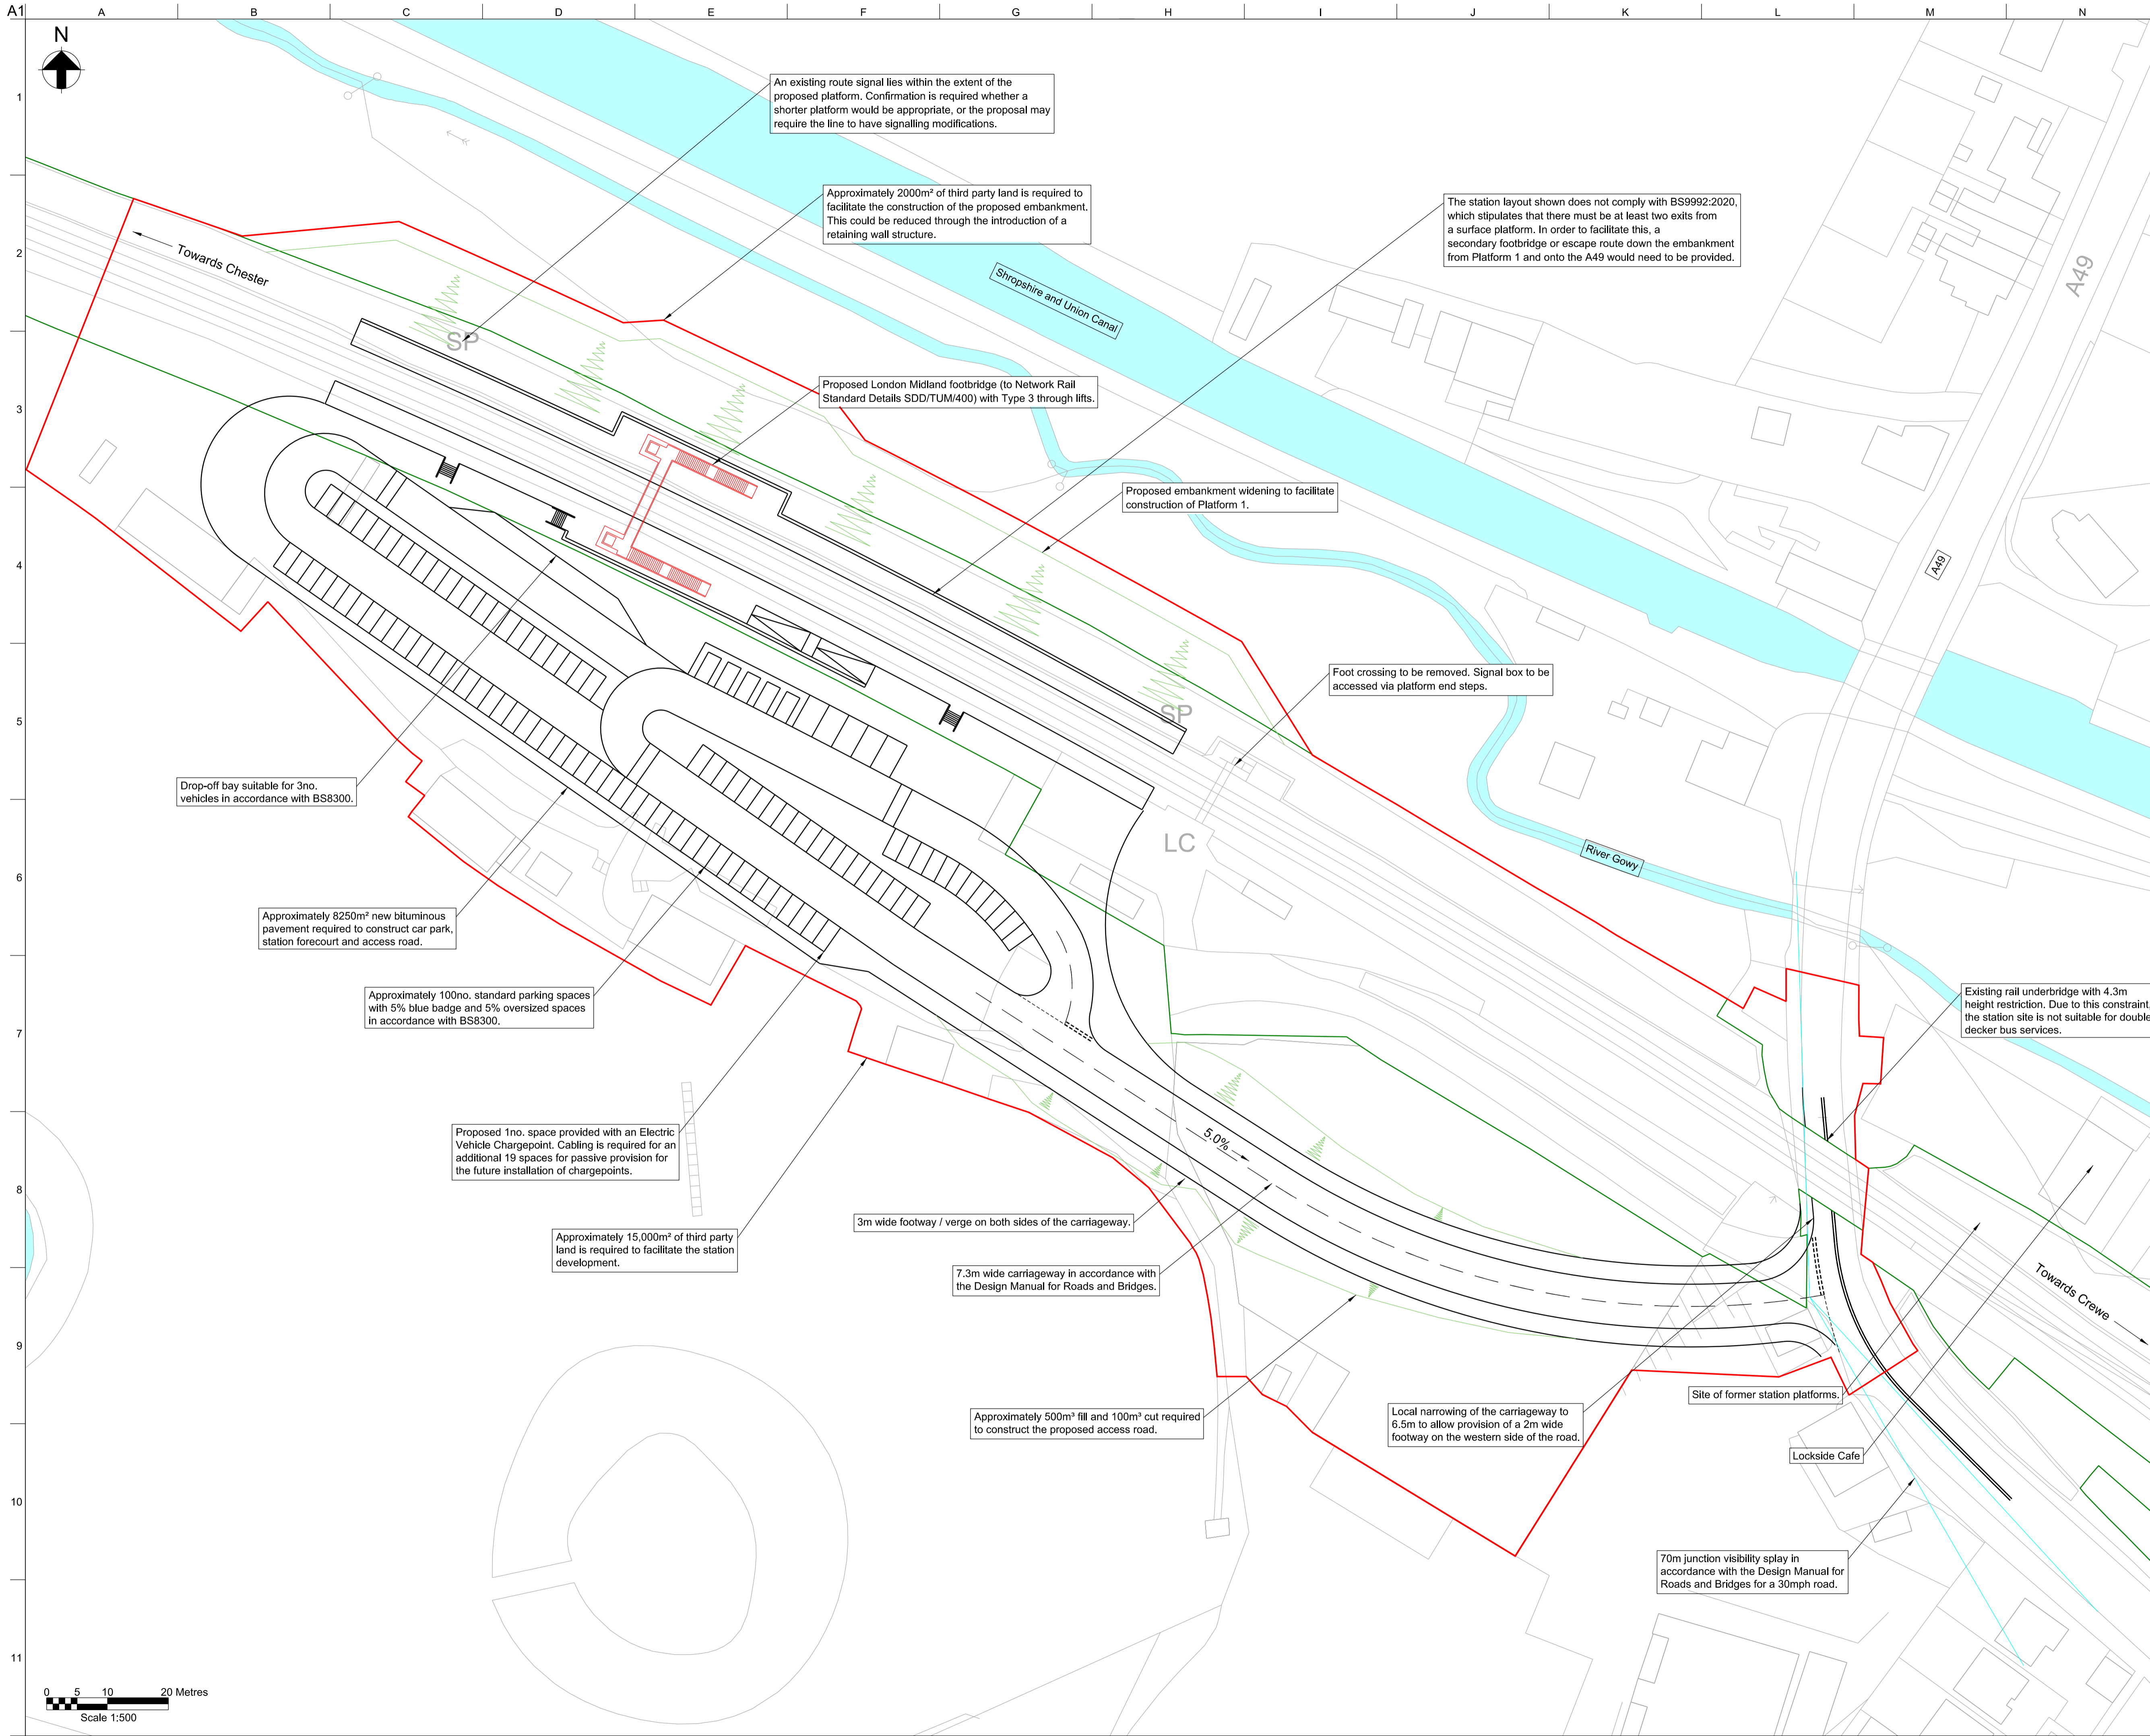 A1
A B C D E F G H I J K L M N
N
1
2
3
4
5
6
7
8
9
10
11
An existing route signal lies within the extent of the
proposed platform. Confirmation is required whether a
shorter platform would be appropriate, or the proposal may
require the line to have signalling modifications.
Approximately 2000m² of third party land is required to
facilitate the construction of the proposed embankment.
This could be reduced through the introduction of a
retaining wall structure.
The station layout shown does not comply with BS9992:2020,
which stipulates that there must be at least two exits from
a surface platform. In order to facilitate this, a
secondary footbridge or escape route down the embankment
from Platform 1 and onto the A49 would need to be provided.
Towards Chester
Shropshire and Union Canal
A49
SP
Proposed London Midland footbridge (to Network Rail
Standard Details SDD/TUM/400) with Type 3 through lifts.
Proposed embankment widening to facilitate
construction of Platform 1.
A49
Foot crossing to be removed. Signal box to be
accessed via platform end steps.
SP
Drop-off bay suitable for 3no.
vehicles in accordance with BS8300.
LC
River Gowy
Approximately 8250m² new bituminous
pavement required to construct car park,
station forecourt and access road.
Approximately 100no. standard parking spaces
with 5% blue badge and 5% oversized spaces
in accordance with BS8300.
Existing rail underbridge with 4.3m
height restriction. Due to this constraint,
the station site is not suitable for double
decker bus services.
Proposed 1no. space provided with an Electric
Vehicle Chargepoint. Cabling is required for an
additional 19 spaces for passive provision for
the future installation of chargepoints.
5.0%
3m wide footway / verge on both sides of the carriageway.
Approximately 15,000m² of third party
land is required to facilitate the station
development.
7.3m wide carriageway in accordance with
the Design Manual for Roads and Bridges.
Towards Crewe
Site of former station platforms.
Approximately 500m³ fill and 100m³ cut required
to construct the proposed access road.
Local narrowing of the carriageway to
6.5m to allow provision of a 2m wide
footway on the western side of the road.
Lockside Cafe
70m junction visibility splay in
accordance with the Design Manual for
Roads and Bridges for a 30mph road.
0 5 10 20 Metres
Scale 1:500